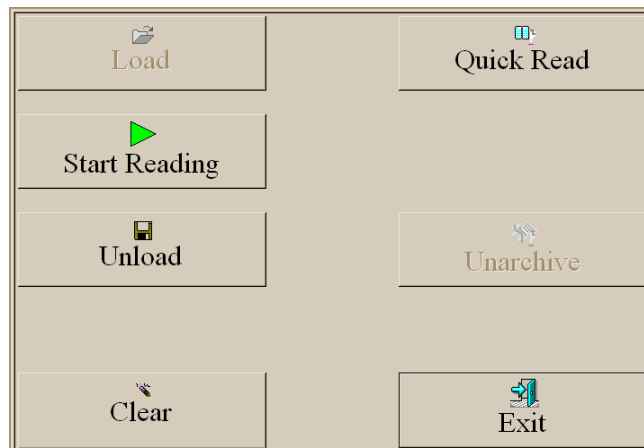 Load
Quick Read
Start Reading
Unload
Unarchive
Clear
Exit